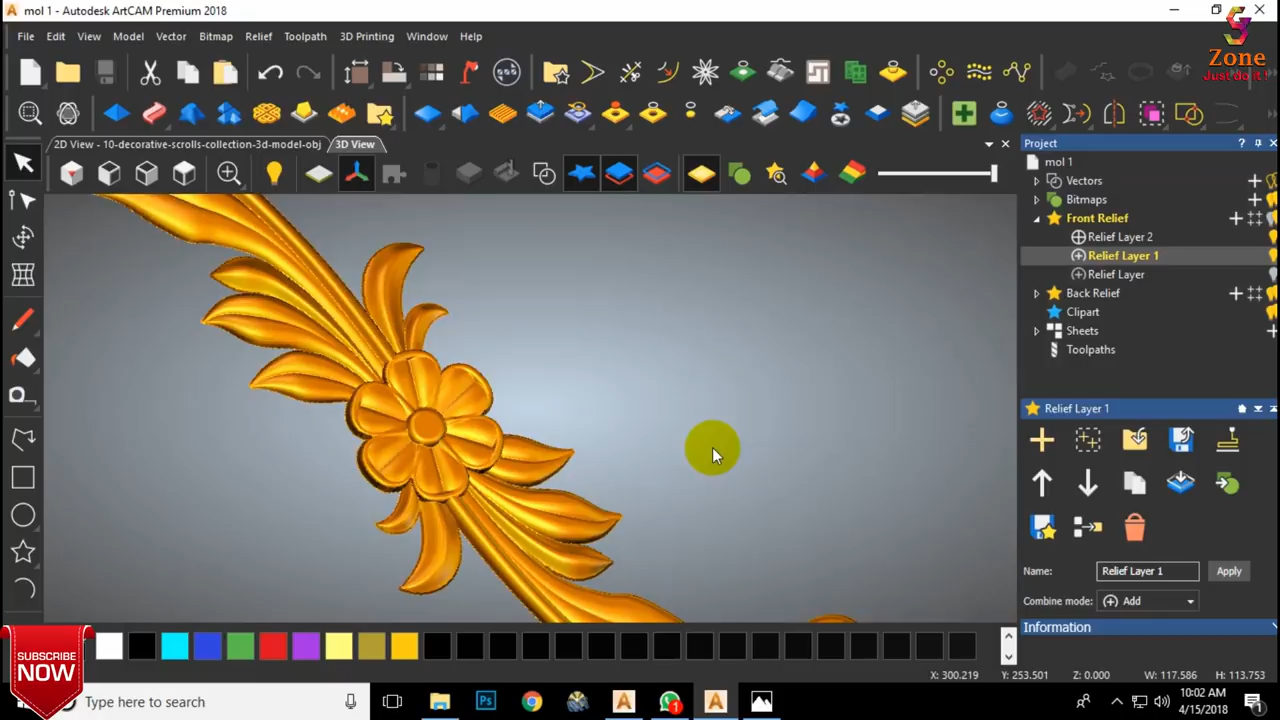 mol 1 - Autodesk ArtCAM Premium 2018
File Edit View Model Vector Bitmap Relief Toolpath 3D Printing Window Help
Zone
Just do it !
2D View - 10-decorative-scrolls-collection-3d-model-obj
3D View
Project
mol 1
Vectors
Bitmaps
Front Relief
Relief Layer 2
Relief Layer 1
Relief Layer
Back Relief
Clipart
Sheets
Toolpaths
Relief Layer 1
Name: Relief Layer 1 Apply
Combine mode: Add
Information
SUBSCRIBE
NOW
X: 300.219 Y: 253.501 Z: 0.000 W: 117.586 H: 113.753
Type here to search
Ps
1
10:02 AM
4/15/2018
1